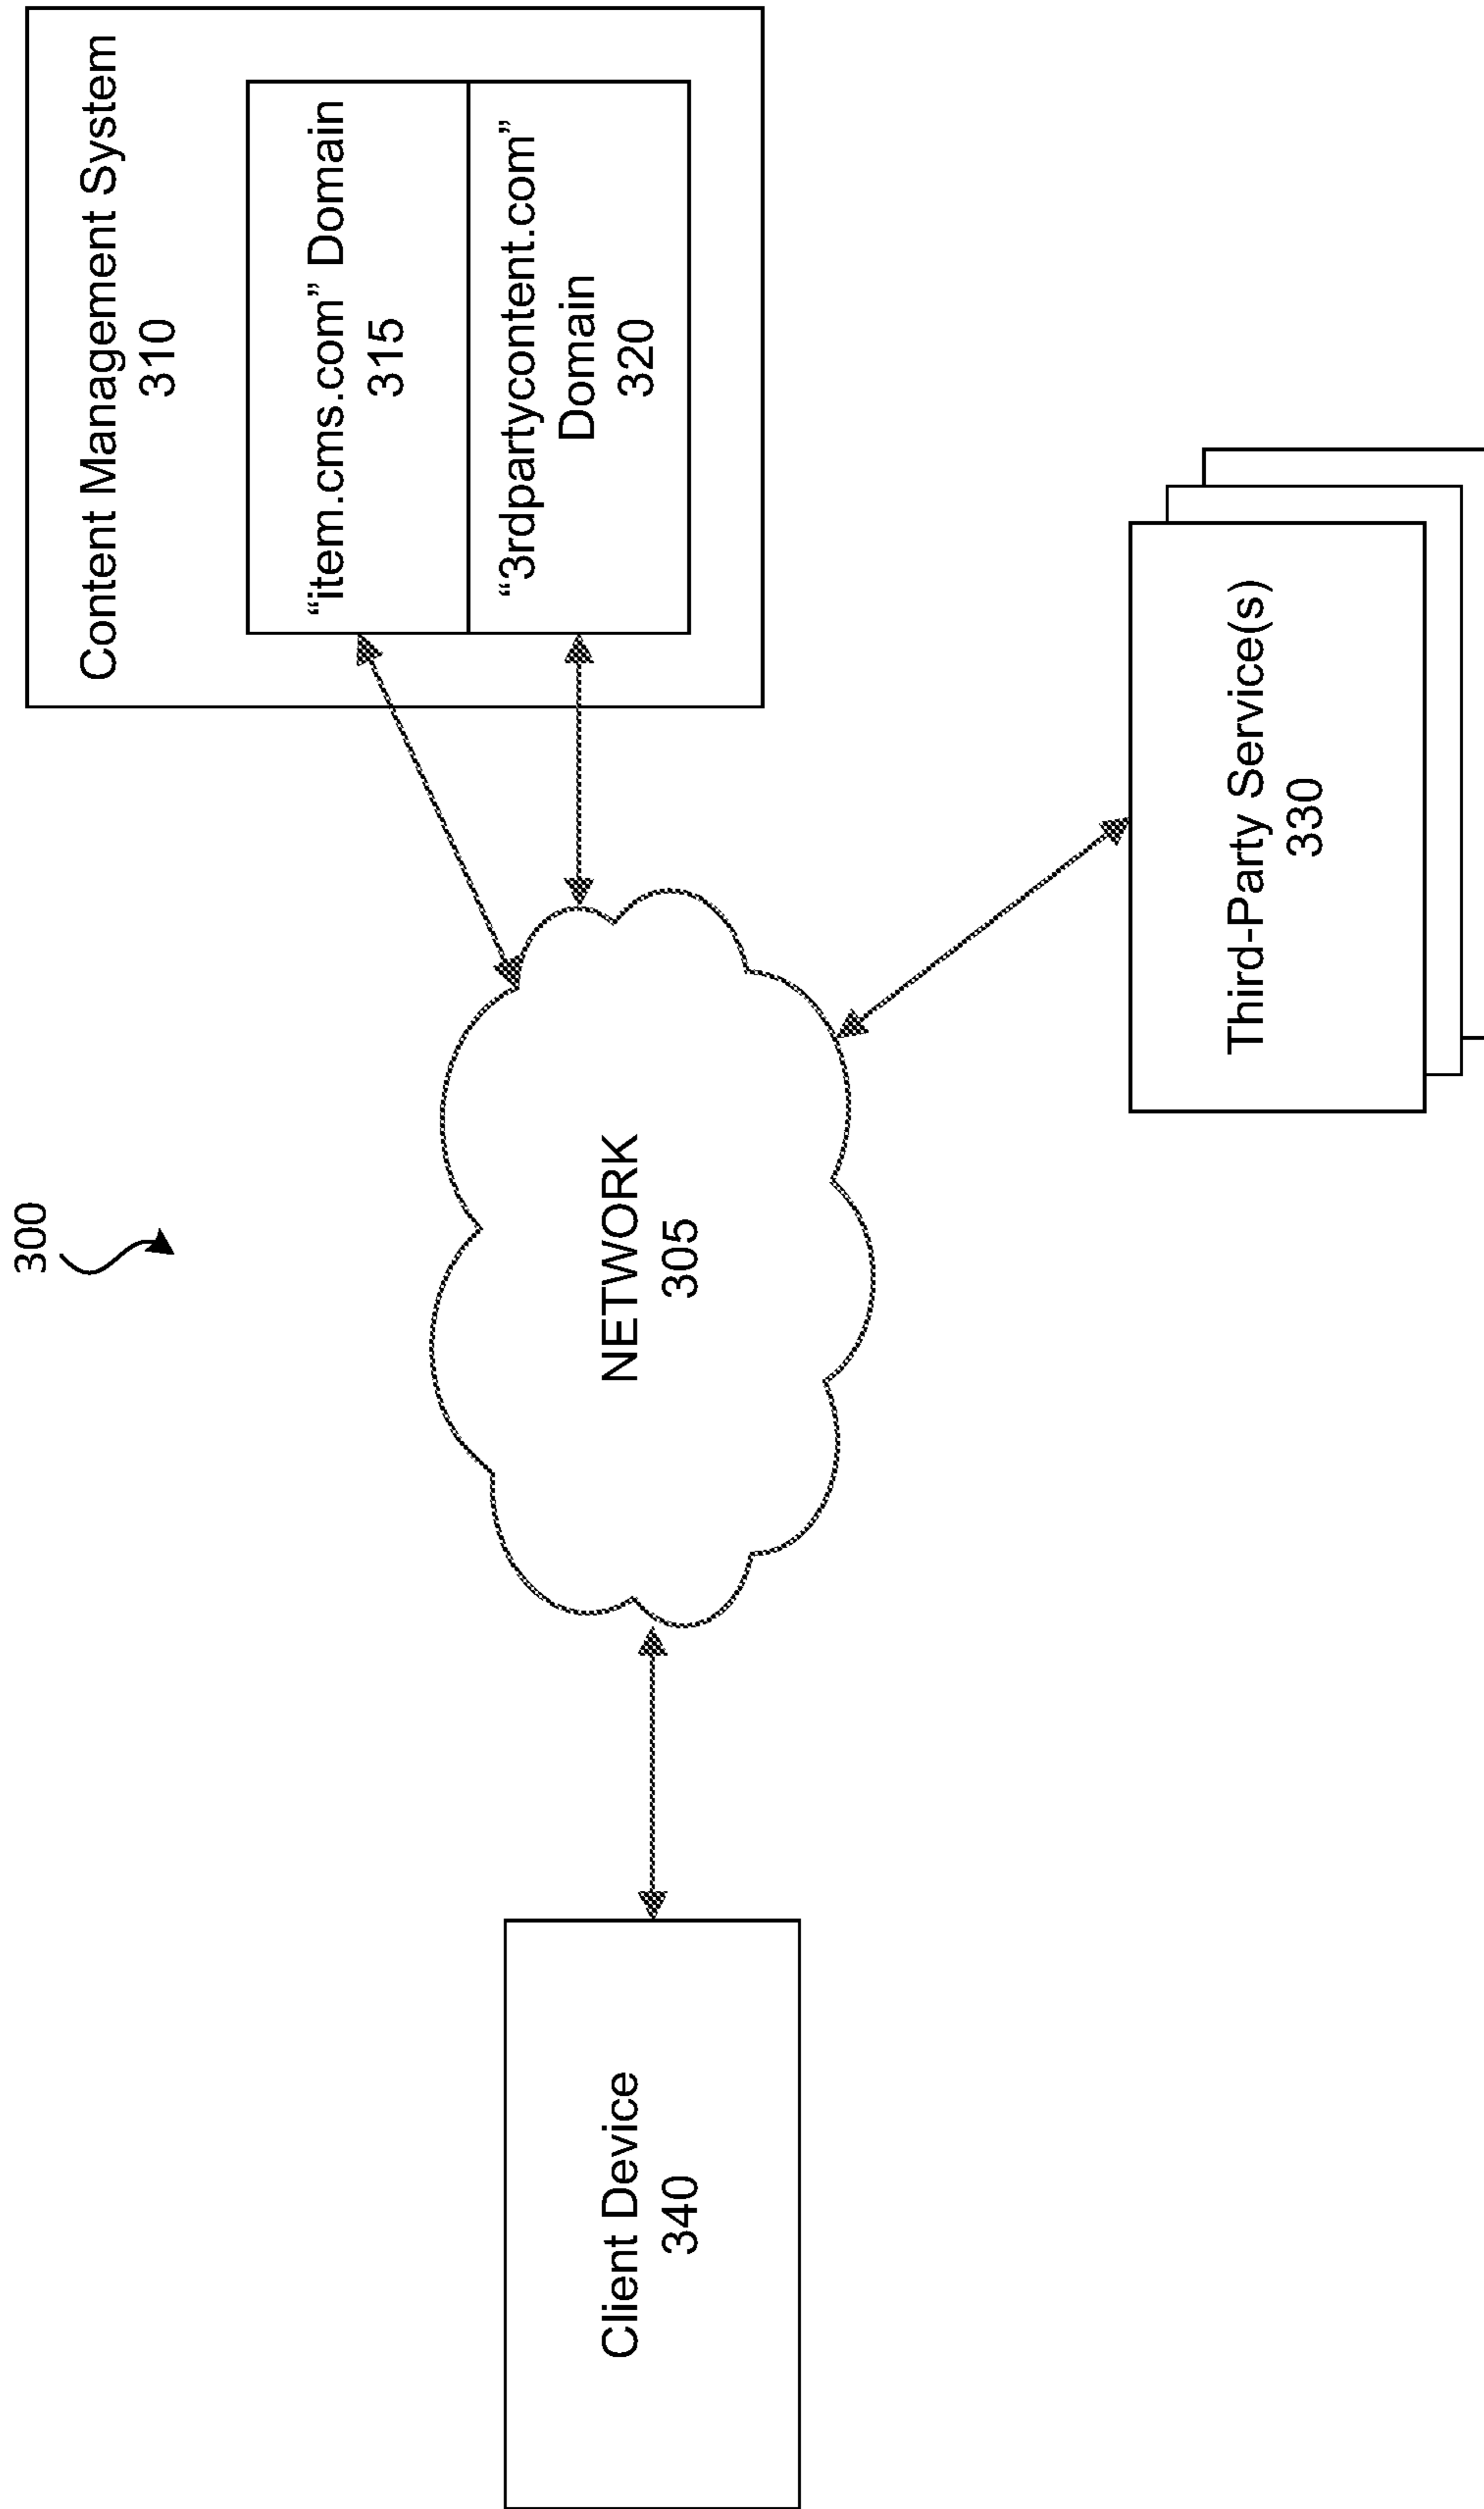 300
Content Management System
310
“item.cms.com” Domain
315
“3rdpartycontent.com”
Domain
320
NETWORK
305
Client Device
340
Third-Party Service(s)
330